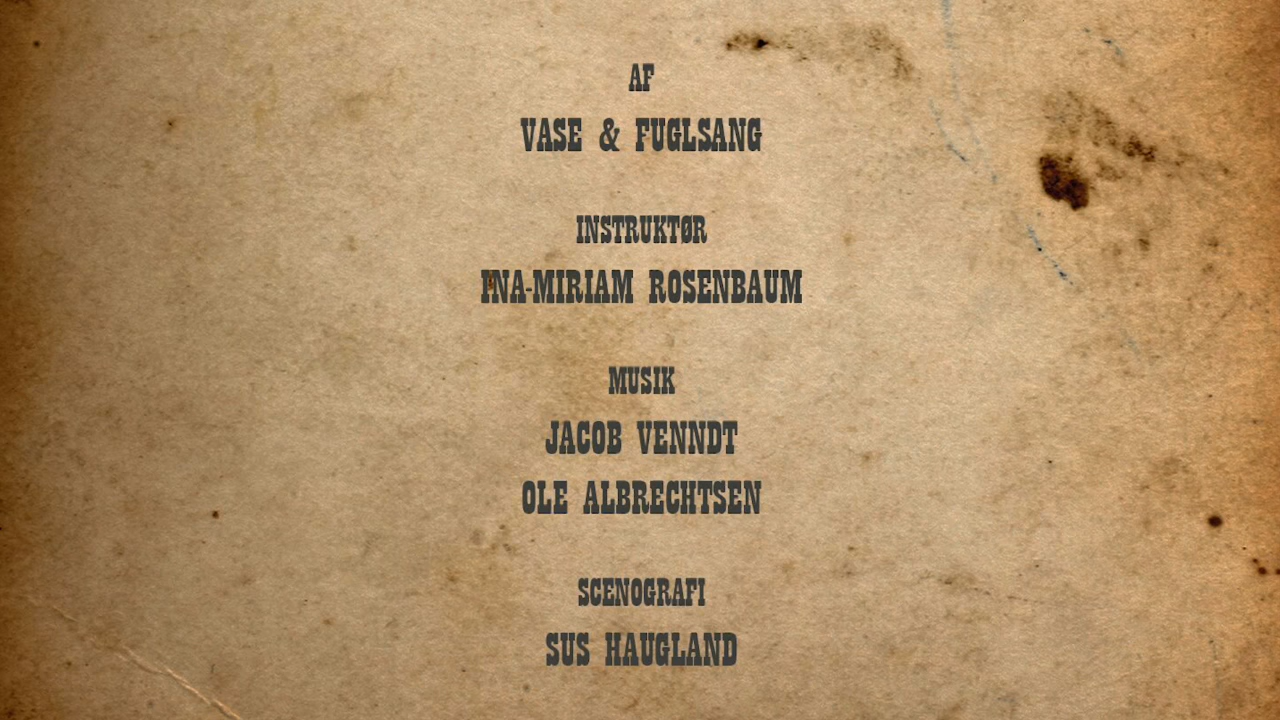 AF
VASE & FUGLSANG
INSTRUKTØR
INA-MIRIAM ROSENBAUM
MUSIK
JACOB VENNDT
OLE ALBRECHTSEN
SCENOGRAFI
SUS HAUGLAND